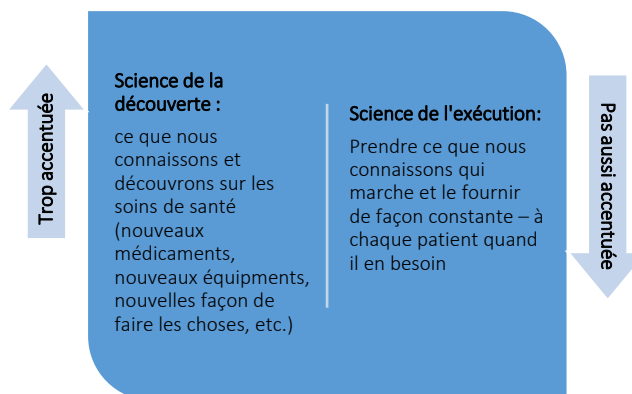 Trop accentuée
Science de la
découverte :
ce que nous
connaissons et
découvrons sur les
soins de santé
(nouveaux
médicaments,
nouveaux équipments,
nouvelles façon de
faire les choses, etc.)
Science de l'exécution:
Prendre ce que nous
connaissons qui
marche et le fournir
de façon constante – à
chaque patient quand
il en besoin
Pas aussi accentuée